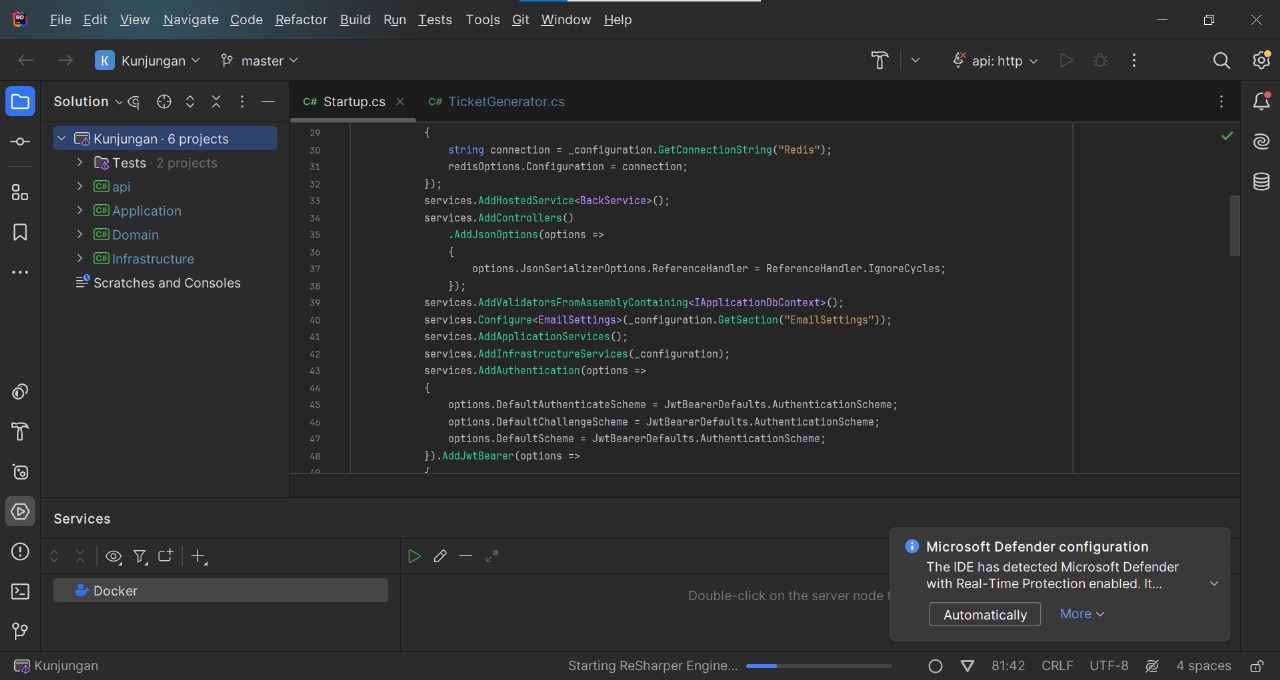 File Edit View Navigate Code Refactor Build Run Tests Tools Git Window Help
K Kunjungan master api: http
Solution
Kunjungan · 6 projects
Tests · 2 projects
C# api
C# Application
C# Domain
C# Infrastructure
Scratches and Consoles
C# Startup.cs C# TicketGenerator.cs
29 {
30 string connection = _configuration.GetConnectionString("Redis");
31 redisOptions.Configuration = connection;
32 });
33 services.AddHostedService<BackService>();
34 services.AddControllers()
35 .AddJsonOptions(options =>
36 {
37 options.JsonSerializerOptions.ReferenceHandler = ReferenceHandler.IgnoreCycles;
38 });
39 services.AddValidatorsFromAssemblyContaining<IApplicationDbContext>();
40 services.Configure<EmailSettings>(_configuration.GetSection("EmailSettings"));
41 services.AddApplicationServices();
42 services.AddInfrastructureServices(_configuration);
43 services.AddAuthentication(options =>
44 {
45 options.DefaultAuthenticateScheme = JwtBearerDefaults.AuthenticationScheme;
46 options.DefaultChallengeScheme = JwtBearerDefaults.AuthenticationScheme;
47 options.DefaultScheme = JwtBearerDefaults.AuthenticationScheme;
48 }).AddJwtBearer(options =>
49 {
Services
Docker
Double-click on the server node
Microsoft Defender configuration
The IDE has detected Microsoft Defender
with Real-Time Protection enabled. It...
Automatically More
Kunjungan Starting ReSharper Engine... 81:42 CRLF UTF-8 4 spaces